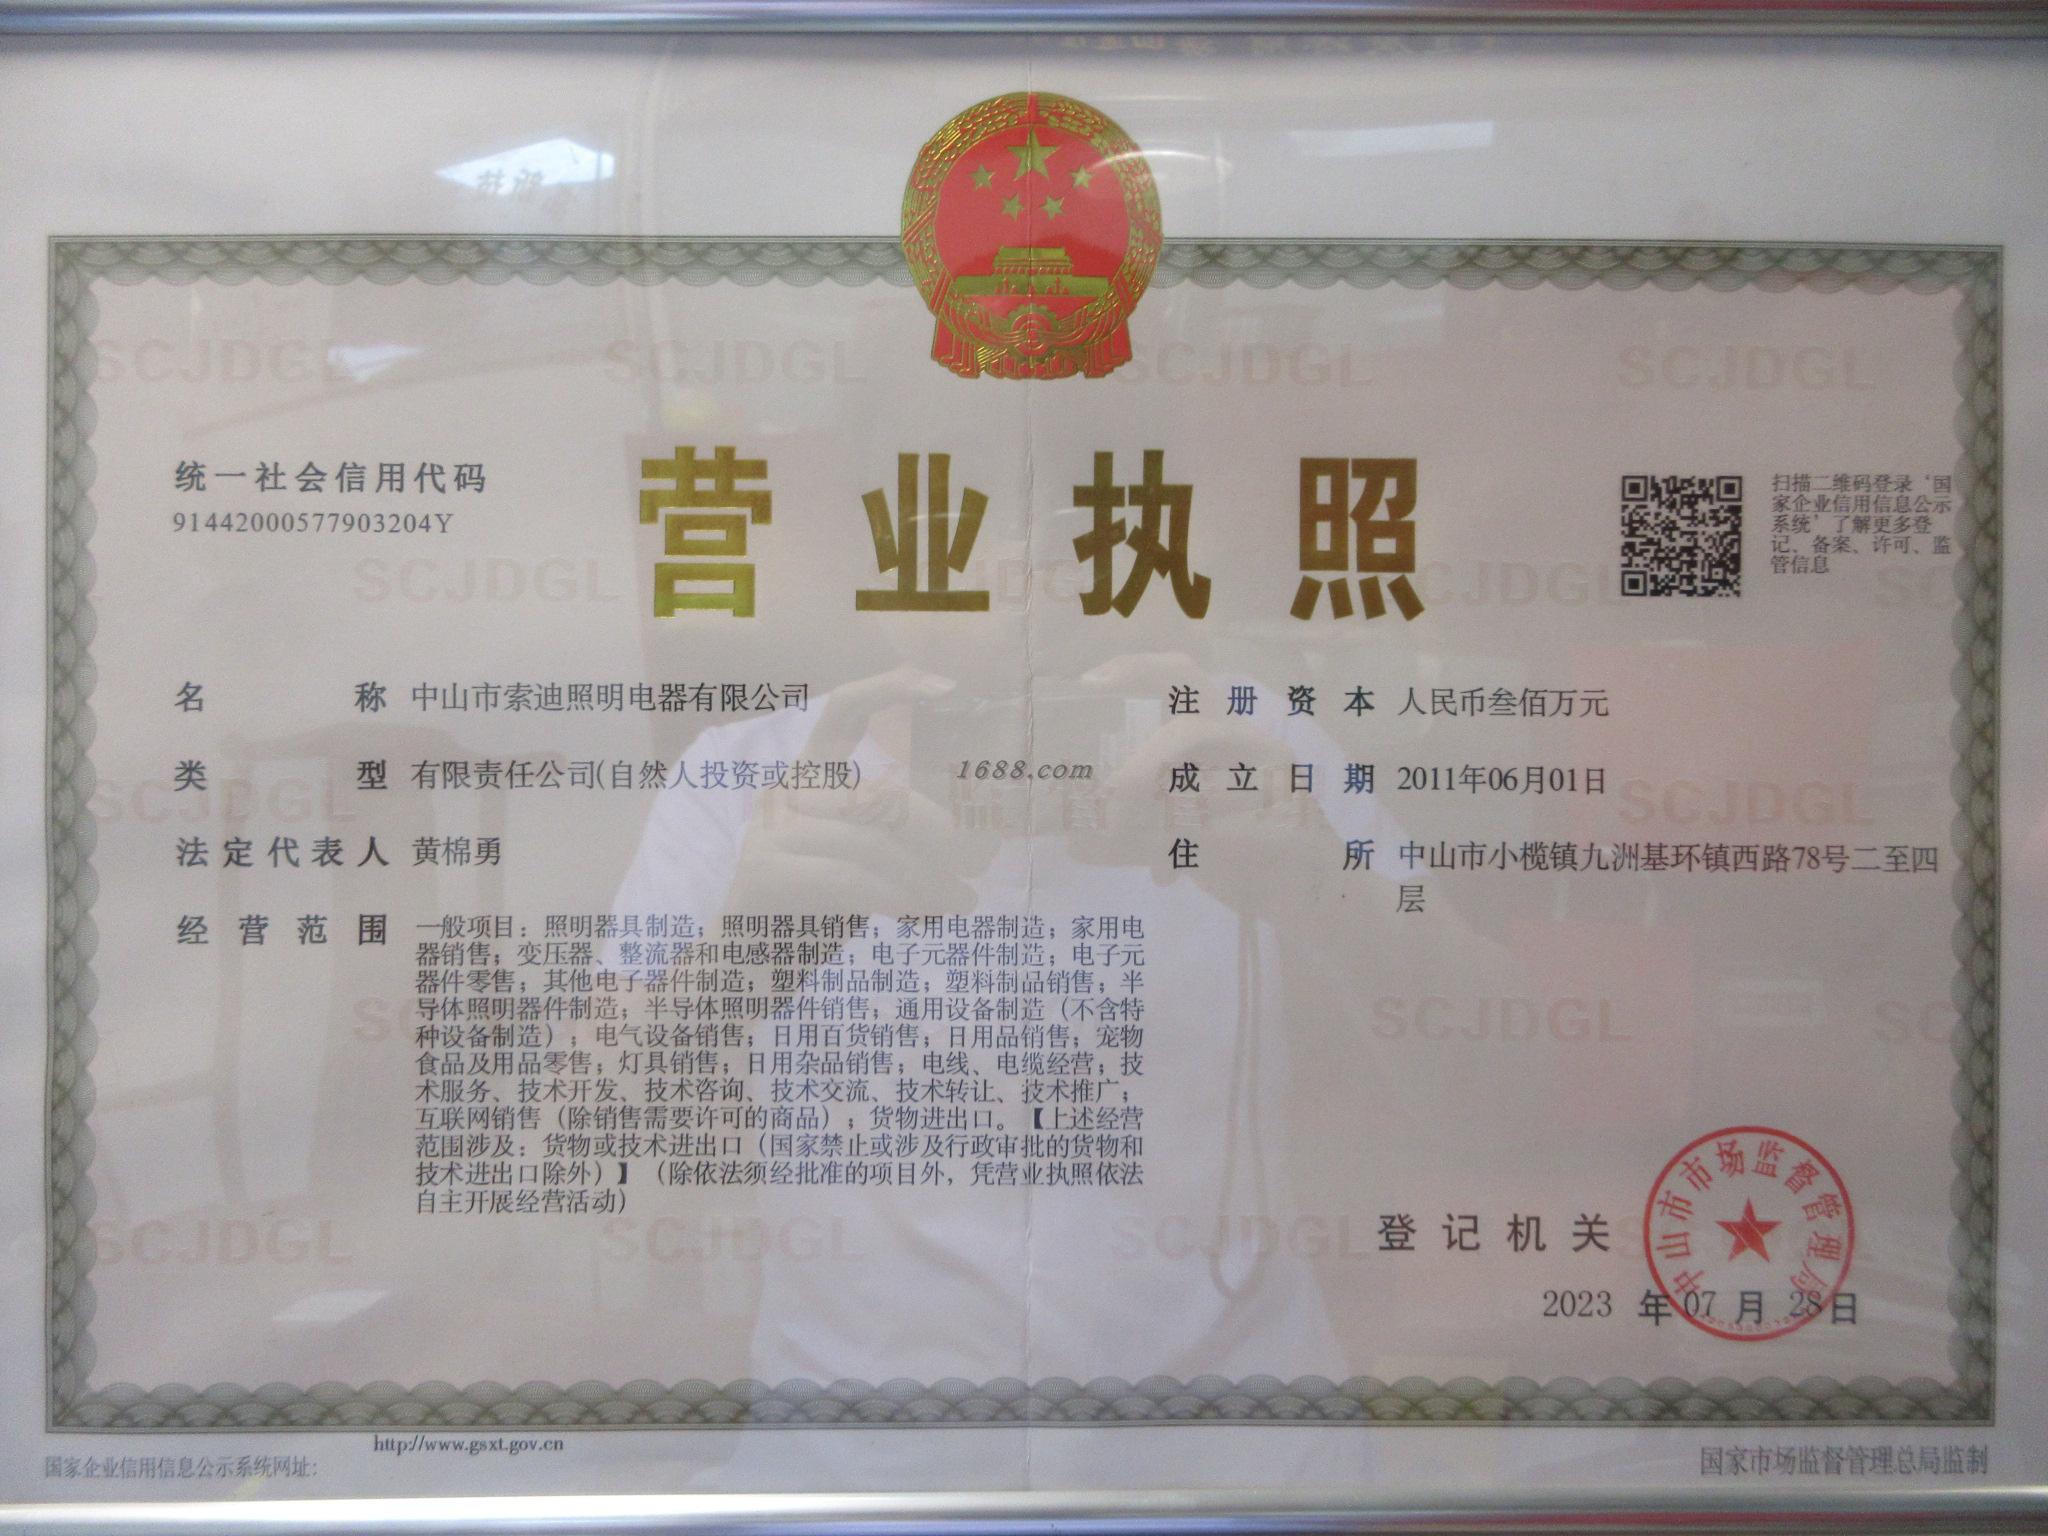 统一社会信用代码
91442000577903204Y
营业执照
扫描二维码登录‘国
家企业信用信息公示
系统’了解更多登
记、备案、许可、监
管信息
名称 中山市索迪照明电器有限公司
类型 有限责任公司(自然人投资或控股)
法定代表人 黄棉勇
经营范围 一般项目：照明器具制造；照明器具销售；家用电器制造；家用电
器销售；变压器、整流器和电感器制造；电子元器件制造；电子元
器件零售；其他电子器件制造；塑料制品制造；塑料制品销售；半
导体照明器件制造；半导体照明器件销售；通用设备制造（不含特
种设备制造）；电气设备销售；日用百货销售；日用品销售；宠物
食品及用品零售；灯具销售；日用杂品销售；电线、电缆经营；技
术服务、技术开发、技术咨询、技术交流、技术转让、技术推广；
互联网销售（除销售需要许可的商品）；货物进出口。【上述经营
范围涉及：货物或技术进出口（国家禁止或涉及行政审批的货物和
技术进出口除外）】（除依法须经批准的项目外，凭营业执照依法
自主开展经营活动）
注册资本 人民币叁佰万元
成立日期 2011年06月01日
住所 中山市小榄镇九洲基环镇西路78号二至四
层
1688.com
登记机关
中山市市场监督管理局
2023年07月28日
http://www.gsxt.gov.cn
国家企业信用信息公示系统网址：
国家市场监督管理总局监制
SCJDGL